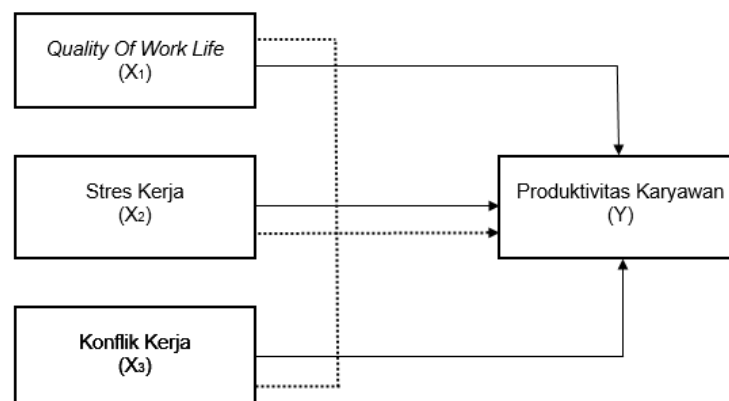 Quality Of Work Life
(X₁)
Stres Kerja
(X₂)
Produktivitas Karyawan
(Y)
Konflik Kerja
(X₃)